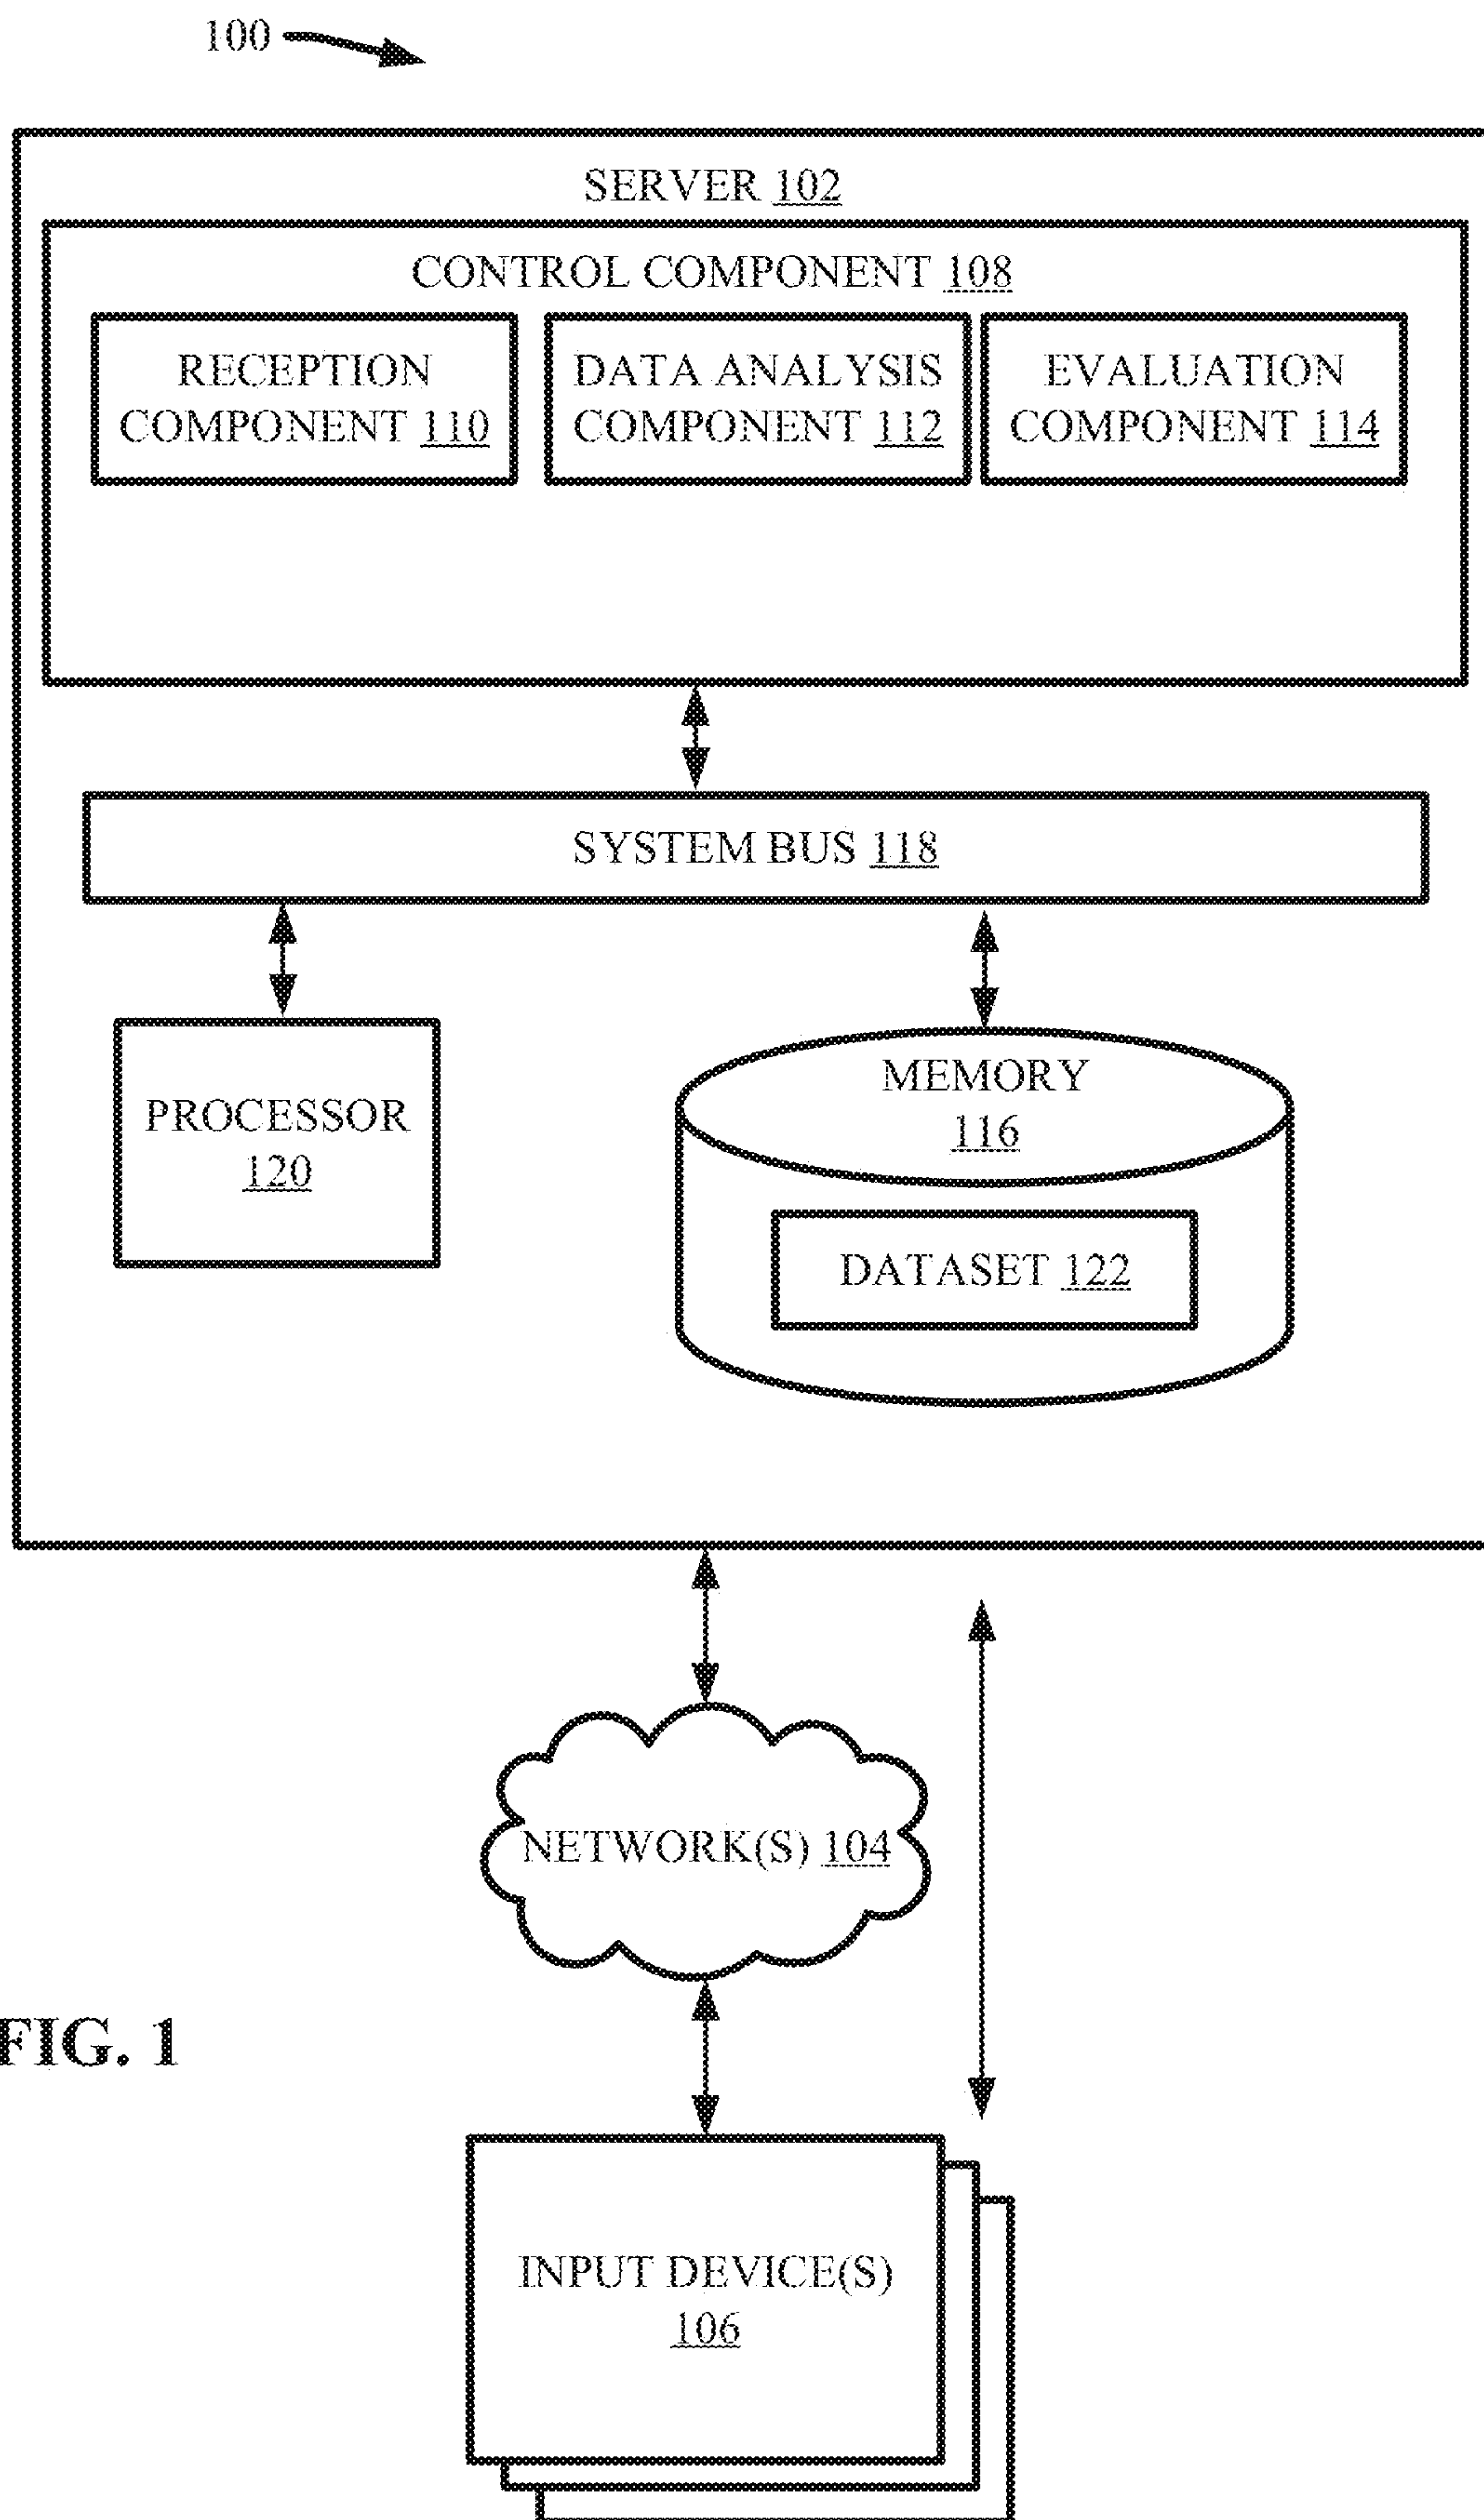 100
SERVER 102
CONTROL COMPONENT 108
RECEPTION
COMPONENT 110
DATA ANALYSIS
COMPONENT 112
EVALUATION
COMPONENT 114
SYSTEM BUS 118
PROCESSOR
120
MEMORY
116
DATASET 122
NETWORK(S) 104
FIG. 1
INPUT DEVICE(S)
106